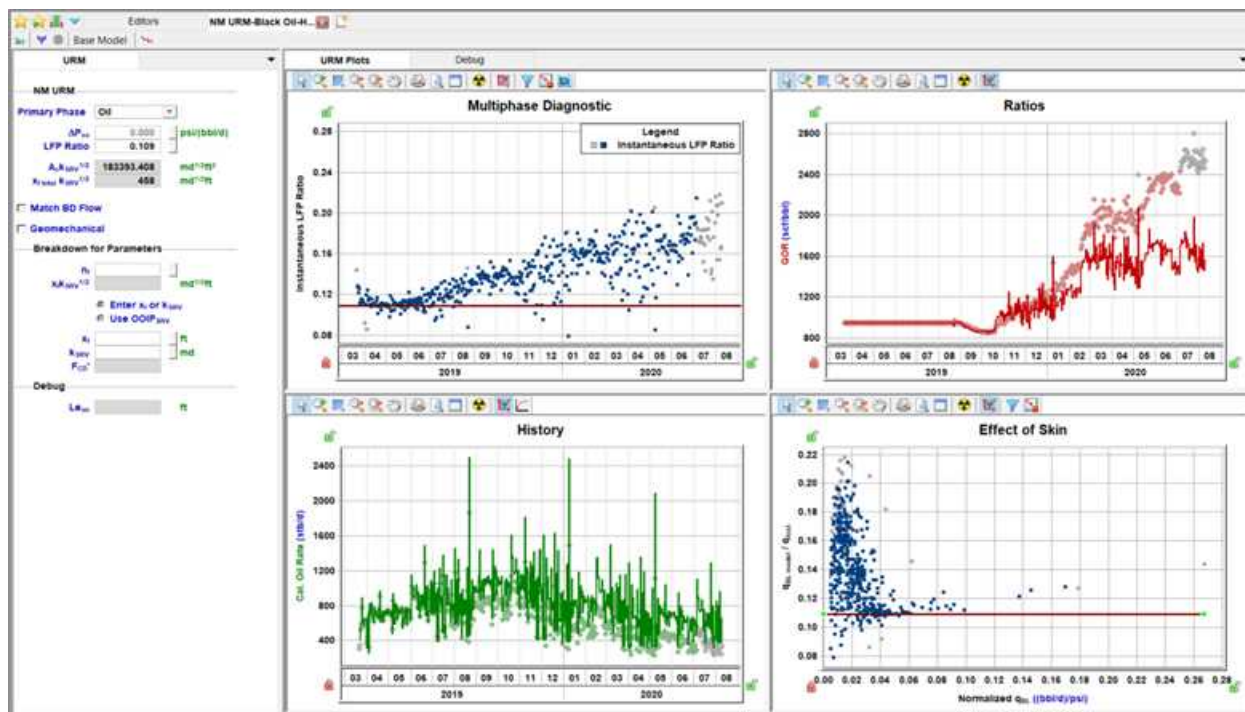 Editors
NM URM-Black Oil-H...
Base Model
URM
URM Plots
Debug
NM URM
Primary Phase Oil
0.000 psi/(bbl/d)
LFP Ratio 0.109
183393.408
458
Match BD Flow
Geomechanical
Breakdown for Parameters
Use OOIP
ft
md
Debug
ft
Multiphase Diagnostic
Legend
Instantaneous LFP Ratio
Instantaneous LFP Ratio
0.28
0.24
0.20
0.16
0.12
0.08
03 04 05 06 07 08 09 10 11 12 01 02 03 04 05 06 07 08
2019 2020
Ratios
GOR (scf/bbl)
2800
2400
2000
1600
1200
800
03 04 05 06 07 08 09 10 11 12 01 02 03 04 05 06 07 08
2019 2020
History
Cal. Oil Rate (stb/d)
2400
2000
1600
1200
800
400
03 04 05 06 07 08 09 10 11 12 01 02 03 04 05 06 07 08
2019 2020
Effect of Skin
0.22
0.20
0.18
0.16
0.14
0.12
0.10
0.08
0.00 0.02 0.04 0.06 0.08 0.10 0.12 0.14 0.16 0.18 0.20 0.22 0.24 0.26 0.28
Normalized q ((bbl/d)/psi)